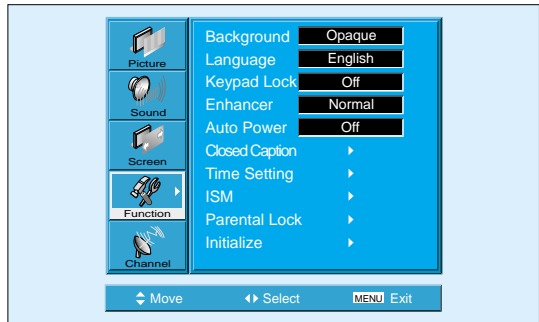 Picture
Sound
Screen
Function
Channel
Background Opaque
Language English
Keypad Lock Off
Enhancer Normal
Auto Power Off
Closed Caption
Time Setting
ISM
Parental Lock
Initialize
Move Select MENU Exit